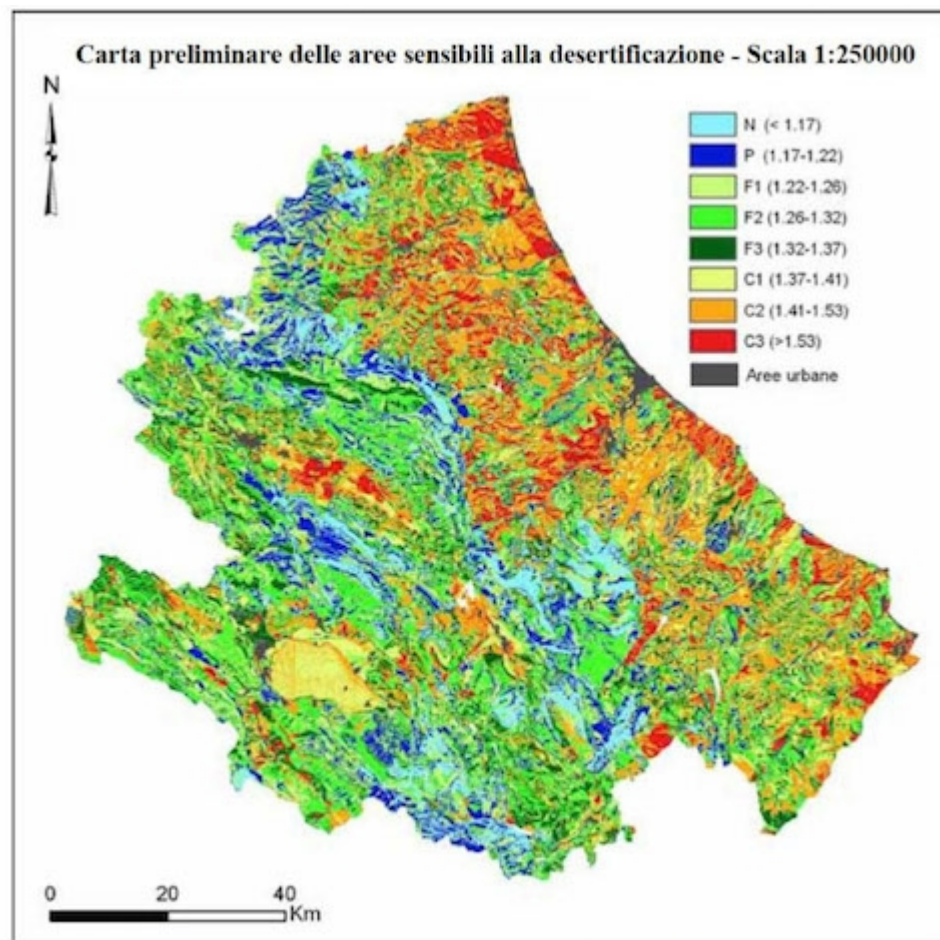 Carta preliminare delle aree sensibili alla desertificazione - Scala 1:250000
N
N (< 1.17)
P (1.17-1.22)
F1 (1.22-1.26)
F2 (1.26-1.32)
F3 (1.32-1.37)
C1 (1.37-1.41)
C2 (1.41-1.53)
C3 (>1.53)
Aree urbane
0 20 40
Km